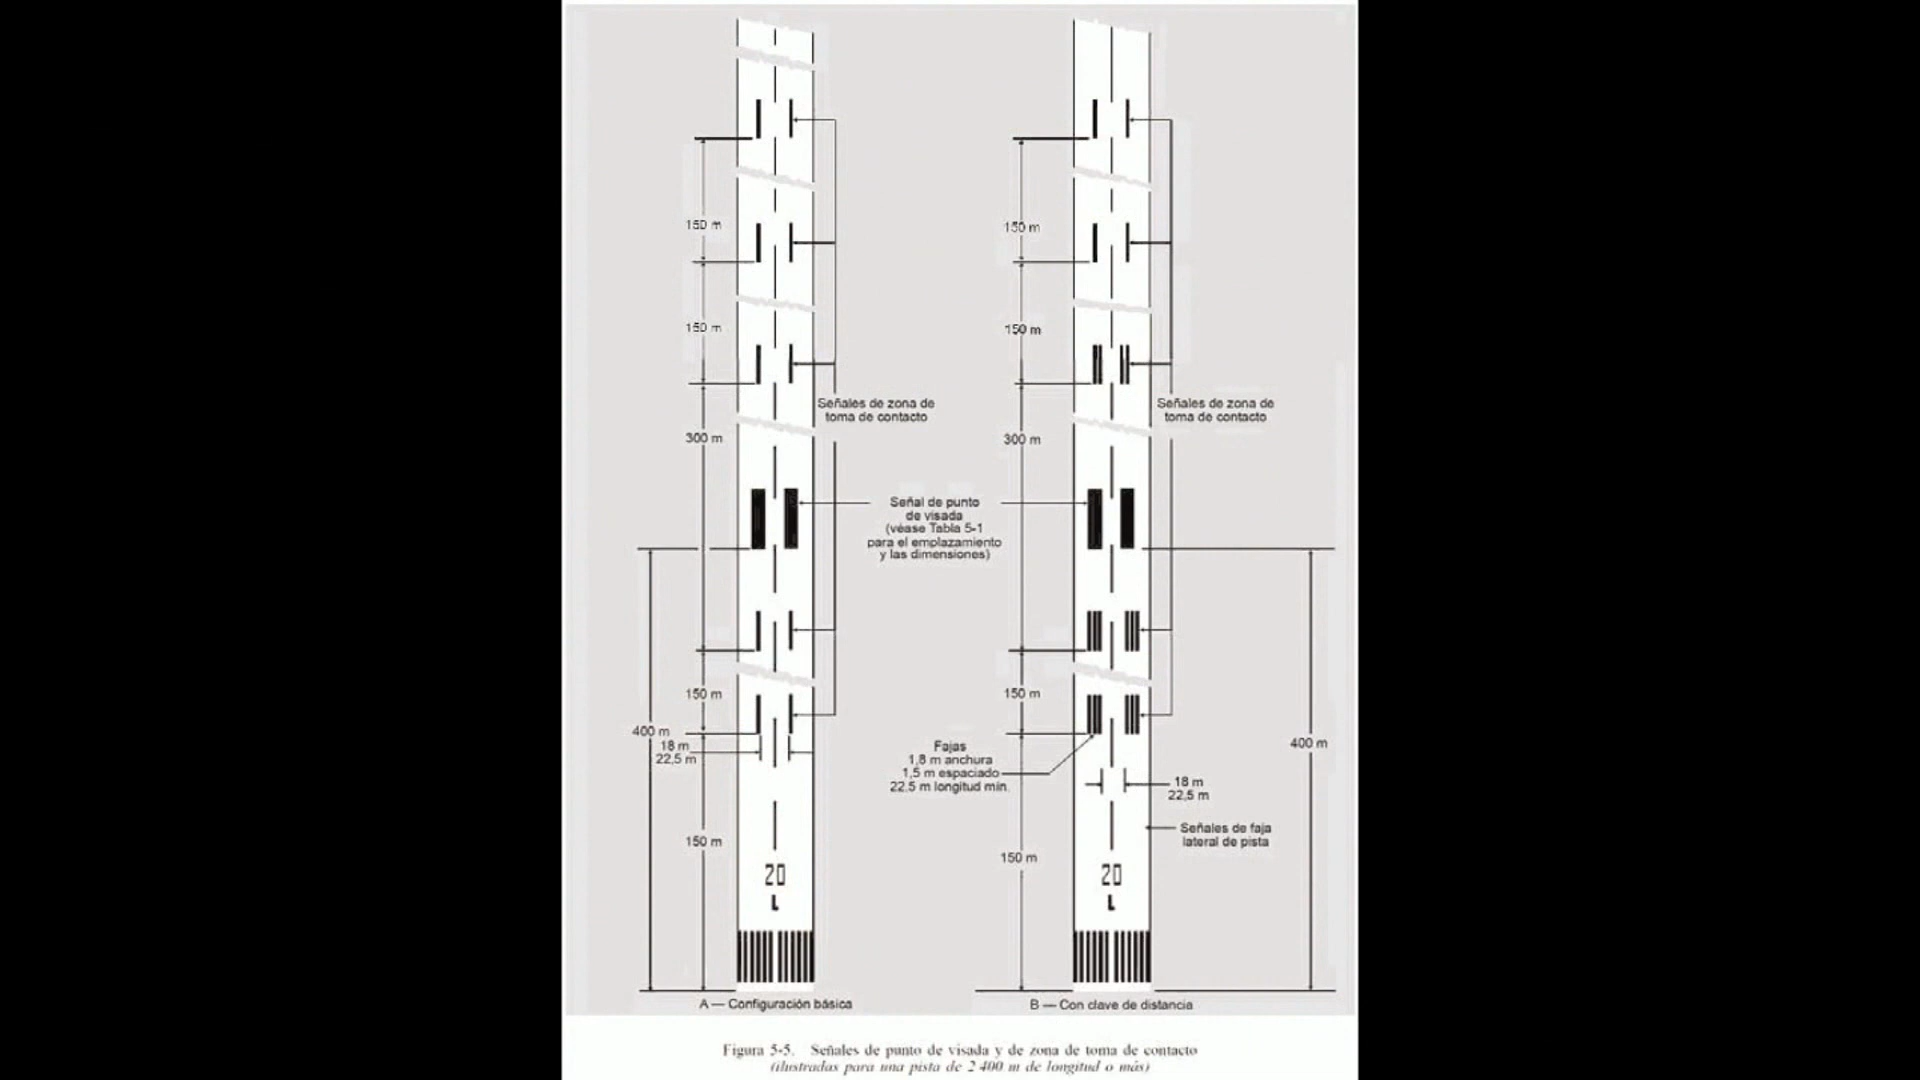 150 m
150 m
150 m
150 m
Señales de zona de
toma de contacto
Señales de zona de
toma de contacto
300 m
300 m
Señal de punto
de visada
(véase Tabla 5-1
para el emplazamiento
y las dimensiones)
150 m
150 m
400 m
18 m
22,5 m
Fajas
1,8 m anchura
1,5 m espaciado
22.5 m longitud mín.
400 m
18 m
22,5 m
Señales de faja
lateral de pista
150 m
150 m
20
L
20
L
A — Configuración básica
B — Con clave de distancia
Figura 5-5. Señales de punto de visada y de zona de toma de contacto
(ilustradas para una pista de 2 400 m de longitud o más)